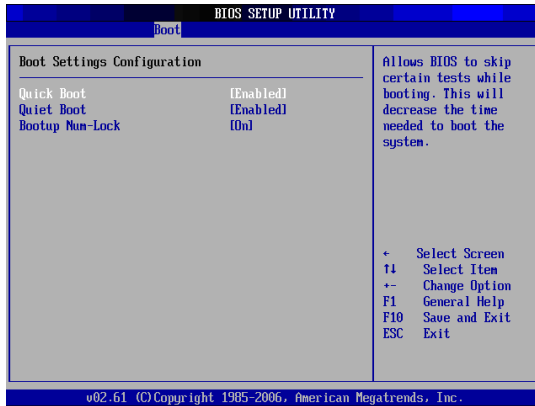 BIOS SETUP UTILITY
Boot
Boot Settings Configuration
Quick Boot [Enabled]
Quiet Boot [Enabled]
Bootup Num-Lock [On]
Allows BIOS to skip
certain tests while
booting. This will
decrease the time
needed to boot the
system.
← Select Screen
↑↓ Select Item
+- Change Option
F1 General Help
F10 Save and Exit
ESC Exit
v02.61 (C)Copyright 1985-2006, American Megatrends, Inc.